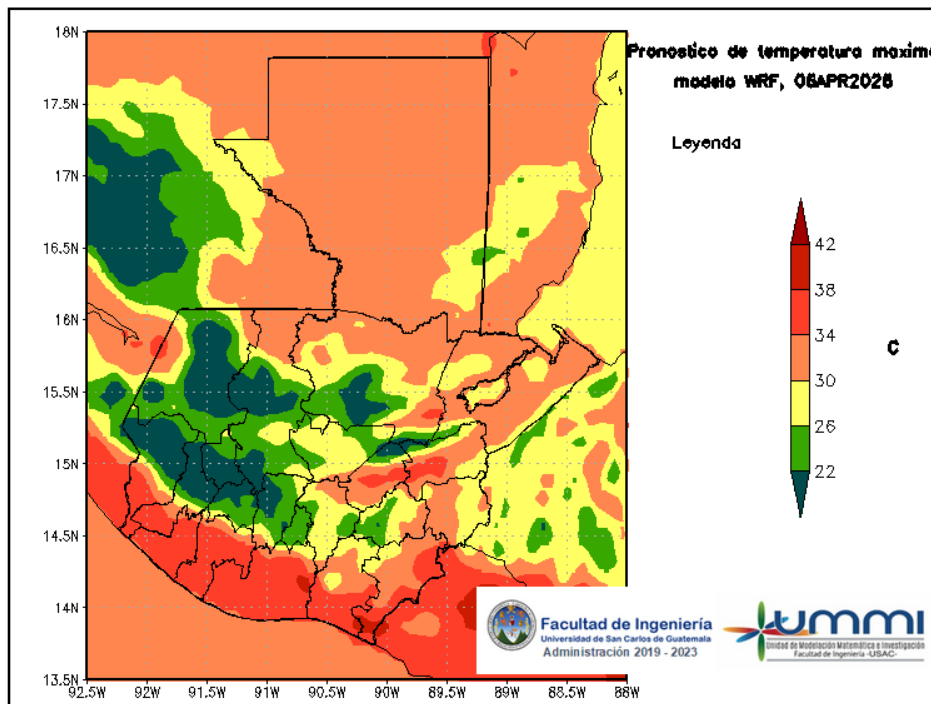 Pronostico de temperatura maxima
modelo WRF, 06APR2026
Leyenda
42
38
34
30
26
22
C
18N
17.5N
17N
16.5N
16N
15.5N
15N
14.5N
14N
13.5N
92.5W
92W
91.5W
91W
90.5W
90W
89.5W
89W
88.5W
88W
Facultad de Ingeniería
Universidad de San Carlos de Guatemala
Administración 2019 - 2023
UMMI
Unidad de Modelación Matemática e Investigación
Facultad de Ingeniería -USAC-